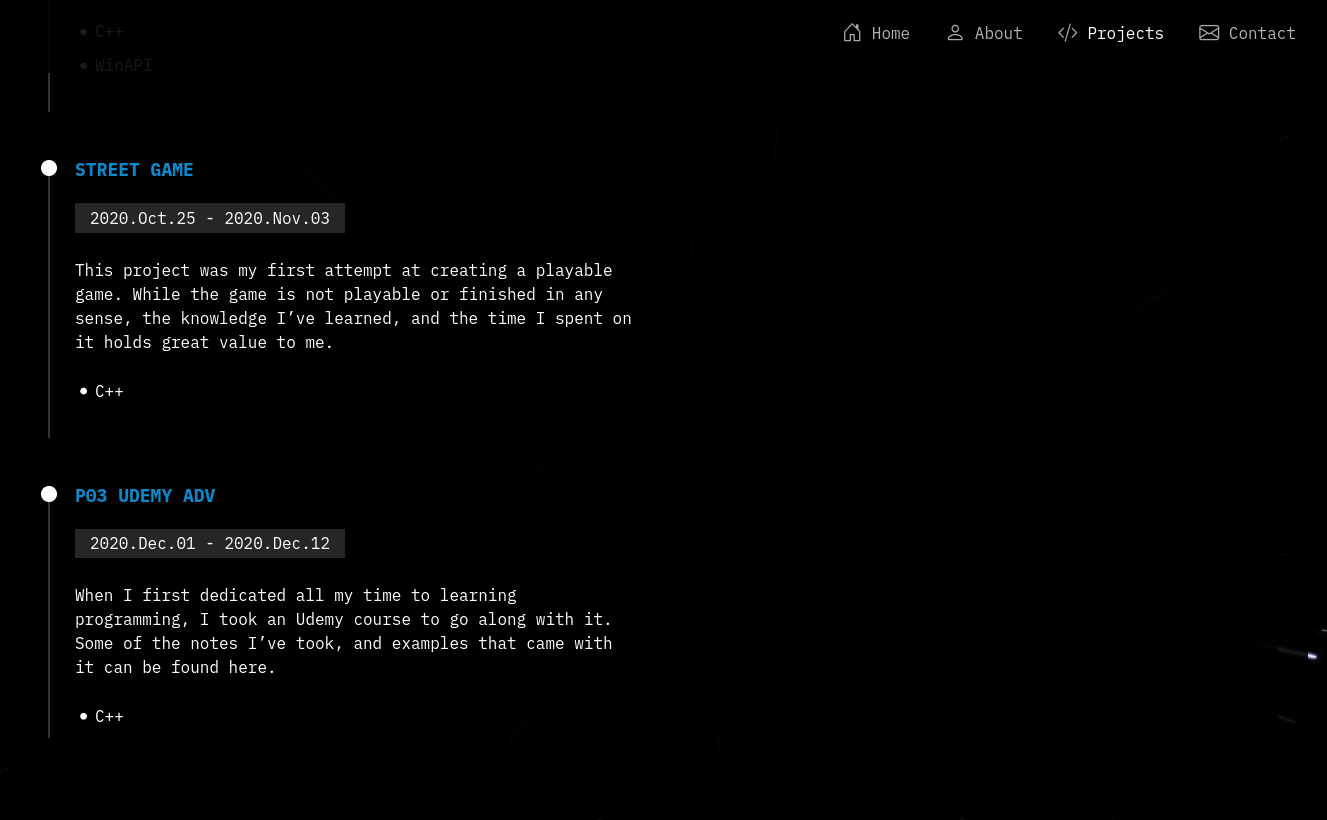 Home About Projects Contact
C++
WinAPI
STREET GAME
2020.Oct.25 - 2020.Nov.03
This project was my first attempt at creating a playable
game. While the game is not playable or finished in any
sense, the knowledge I’ve learned, and the time I spent on
it holds great value to me.
C++
P03 UDEMY ADV
2020.Dec.01 - 2020.Dec.12
When I first dedicated all my time to learning
programming, I took an Udemy course to go along with it.
Some of the notes I’ve took, and examples that came with
it can be found here.
C++